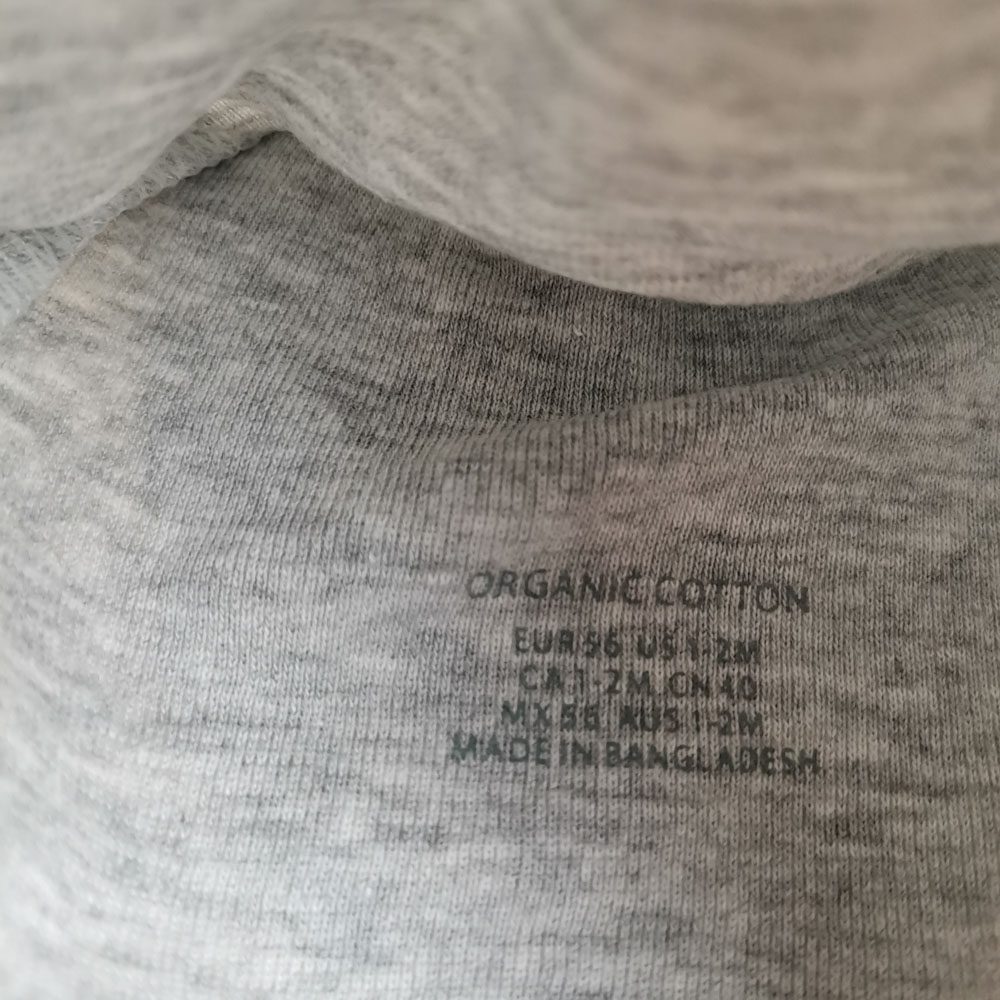 ORGANIC COTTON
EUR 56 US 1-2M
CA 1-2M CN 40
MX 56 AUS 1-2M
MADE IN BANGLADESH